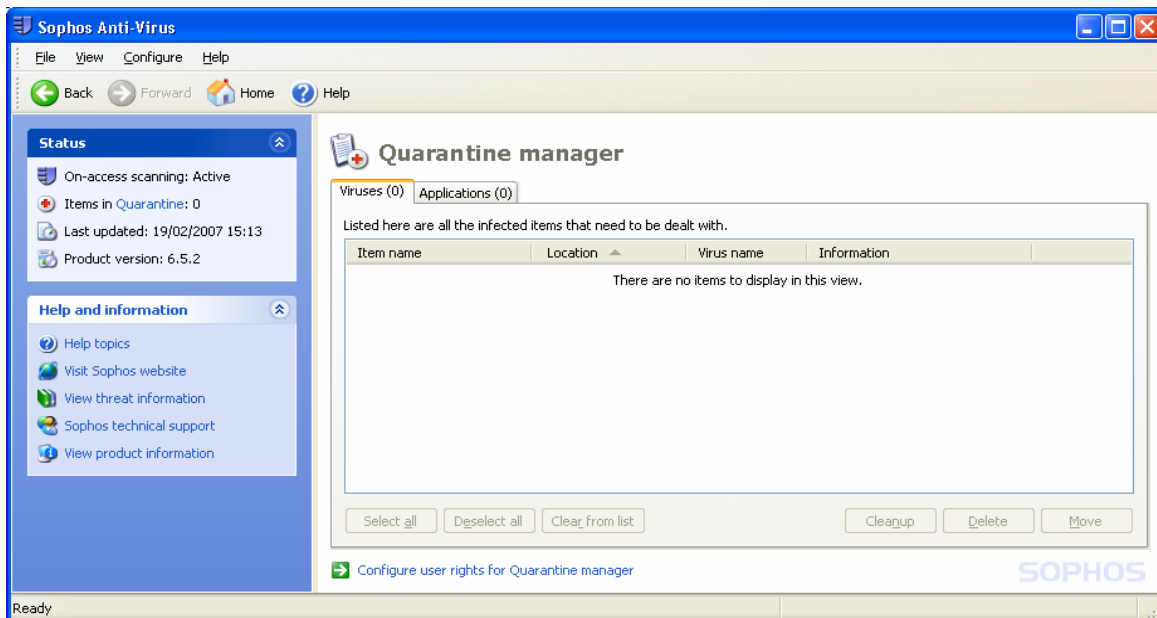 Sophos Anti-Virus
File View Configure Help
Back Forward Home Help
Status
On-access scanning: Active
Items in Quarantine: 0
Last updated: 19/02/2007 15:13
Product version: 6.5.2
Help and information
Help topics
Visit Sophos website
View threat information
Sophos technical support
View product information
Quarantine manager
Viruses (0) Applications (0)
Listed here are all the infected items that need to be dealt with.
Item name Location Virus name Information
There are no items to display in this view.
Select all Deselect all Clear from list Cleanup Delete Move
Configure user rights for Quarantine manager
SOPHOS
Ready